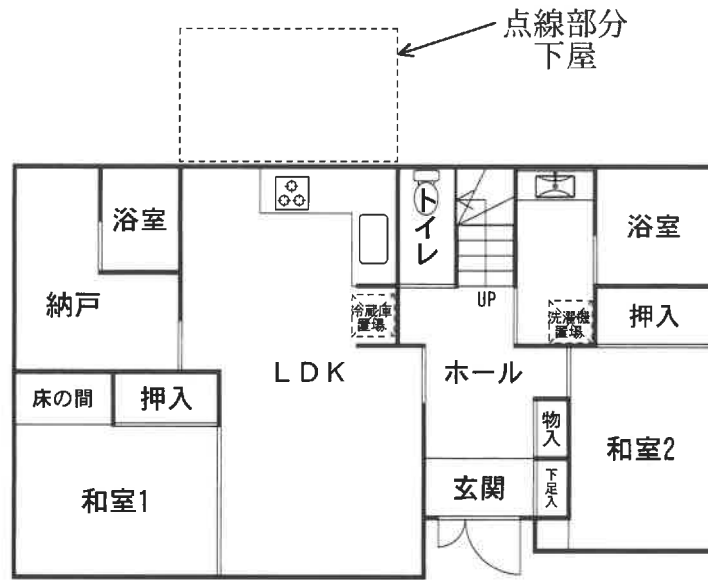 点線部分
下屋
浴室
トイレ
浴室
納戸
UP
冷蔵庫
置場
洗濯機
置場
押入
床の間
押入
LDK
ホール
物入
和室2
和室1
玄関
下足入